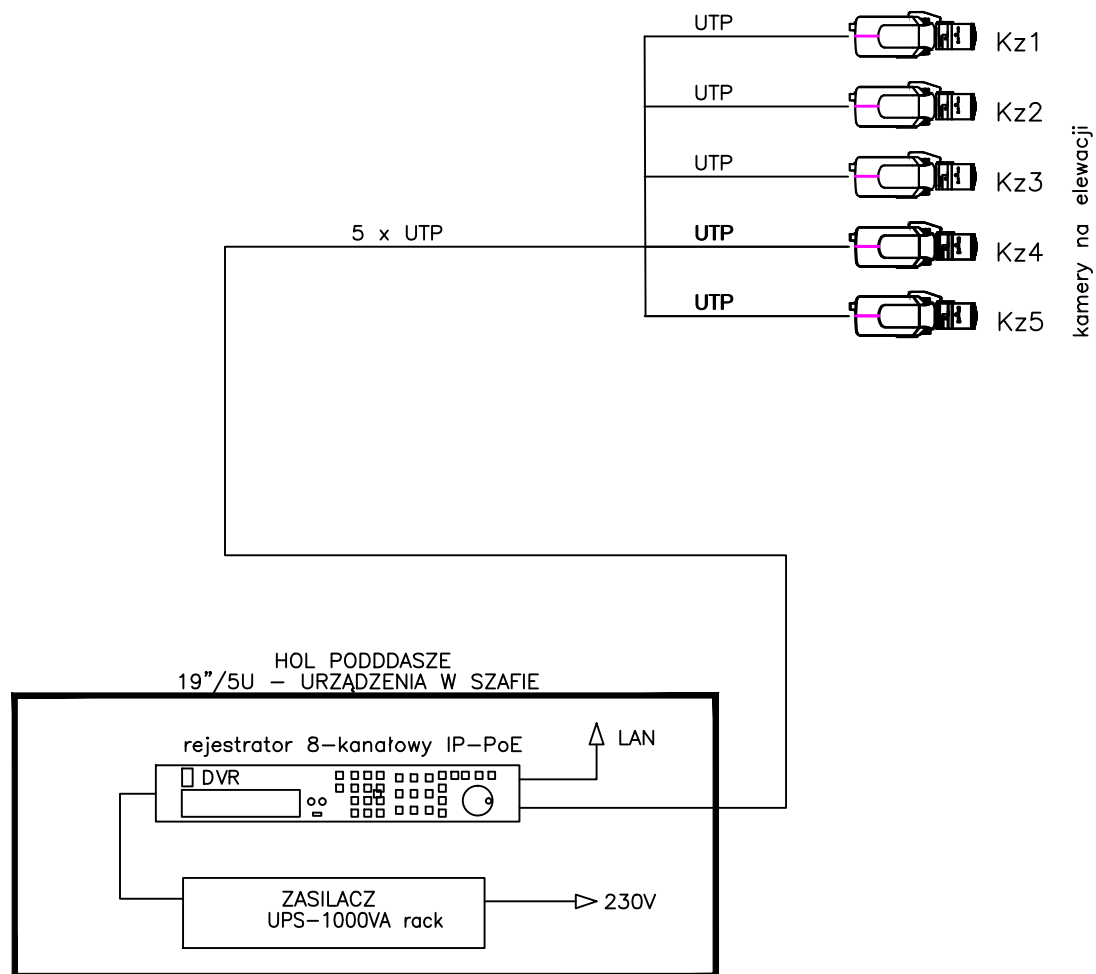 UTP
Kz1
UTP
Kz2
UTP
Kz3
5 x UTP
UTP
Kz4
UTP
Kz5
kamery na elewacji
HOL PODDDASZE
19”/5U – URZĄDZENIA W SZAFIE
rejestrator 8–kanałowy IP–PoE
LAN
DVR
ZASILACZ
UPS–1000VA rack
230V